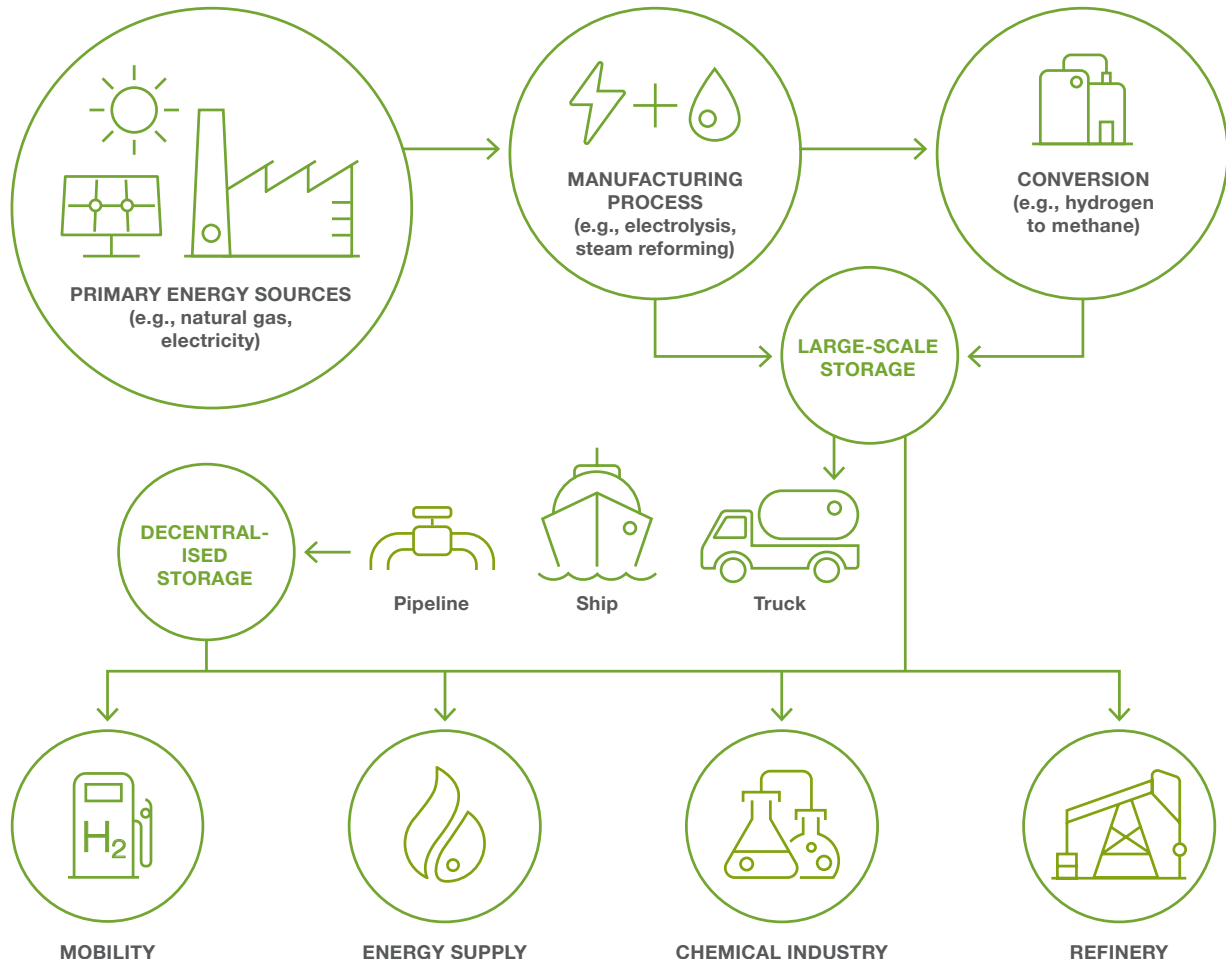 PRIMARY ENERGY SOURCES
(e.g., natural gas,
electricity)
MANUFACTURING
PROCESS
(e.g., electrolysis,
steam reforming)
CONVERSION
(e.g., hydrogen
to methane)
LARGE-SCALE
STORAGE
DECENTRAL-
ISED
STORAGE
Pipeline
Ship
Truck
H₂
MOBILITY
ENERGY SUPPLY
CHEMICAL INDUSTRY
REFINERY